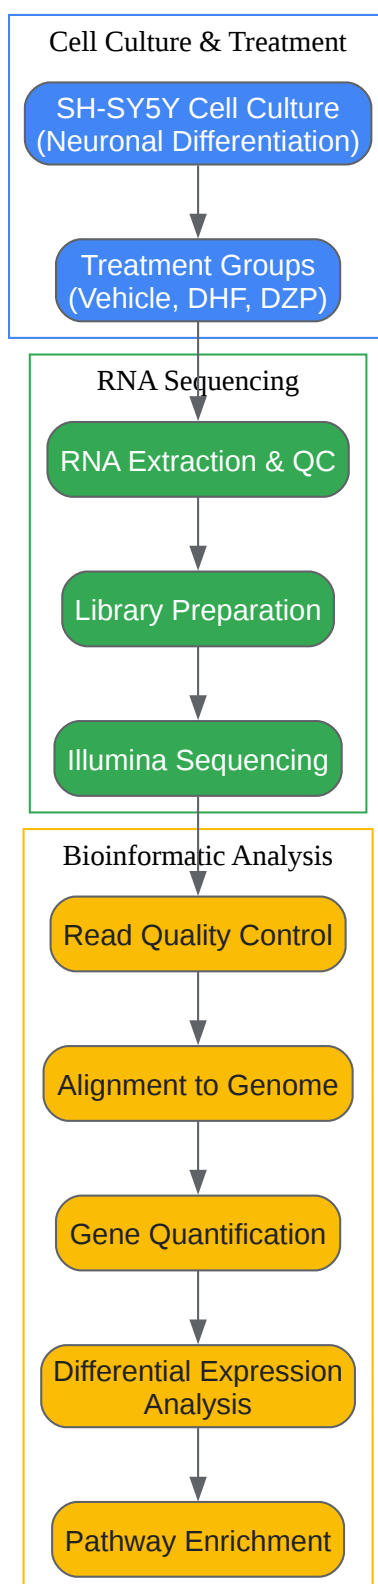 Cell Culture & Treatment
SH-SY5Y Cell Culture
(Neuronal Differentiation)
Treatment Groups
(Vehicle, DHF, DZP)
RNA Sequencing
RNA Extraction & QC
Library Preparation
Illumina Sequencing
Bioinformatic Analysis
Read Quality Control
Alignment to Genome
Gene Quantification
Differential Expression
Analysis
Pathway Enrichment